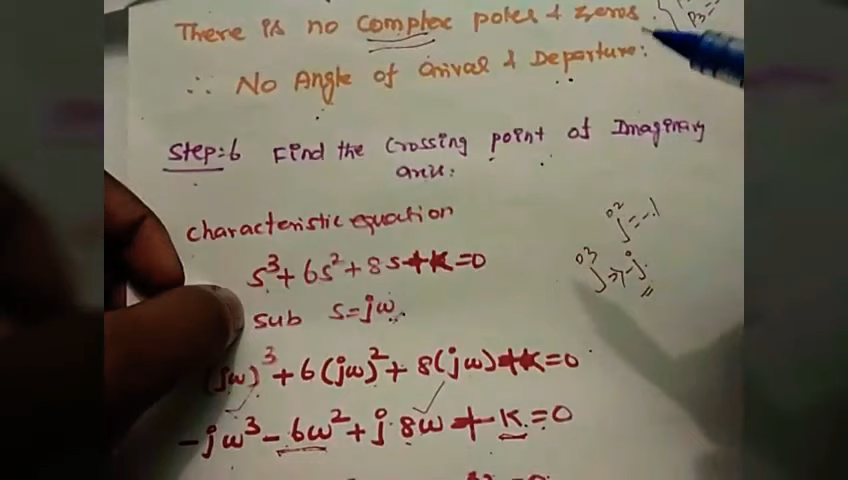 There is no Complex poles & Zeros
∴ No Angle of Arrival & Departure:
Step:6 Find the Crossing point of Imaginary
axis:
characteristic equation
s³+6s²+8s+K=0
sub s=jω.
(jω)³+6(jω)²+8(jω)+K=0
-jω³-6ω²+j8ω+K=0
j²=-1
j³=>-j